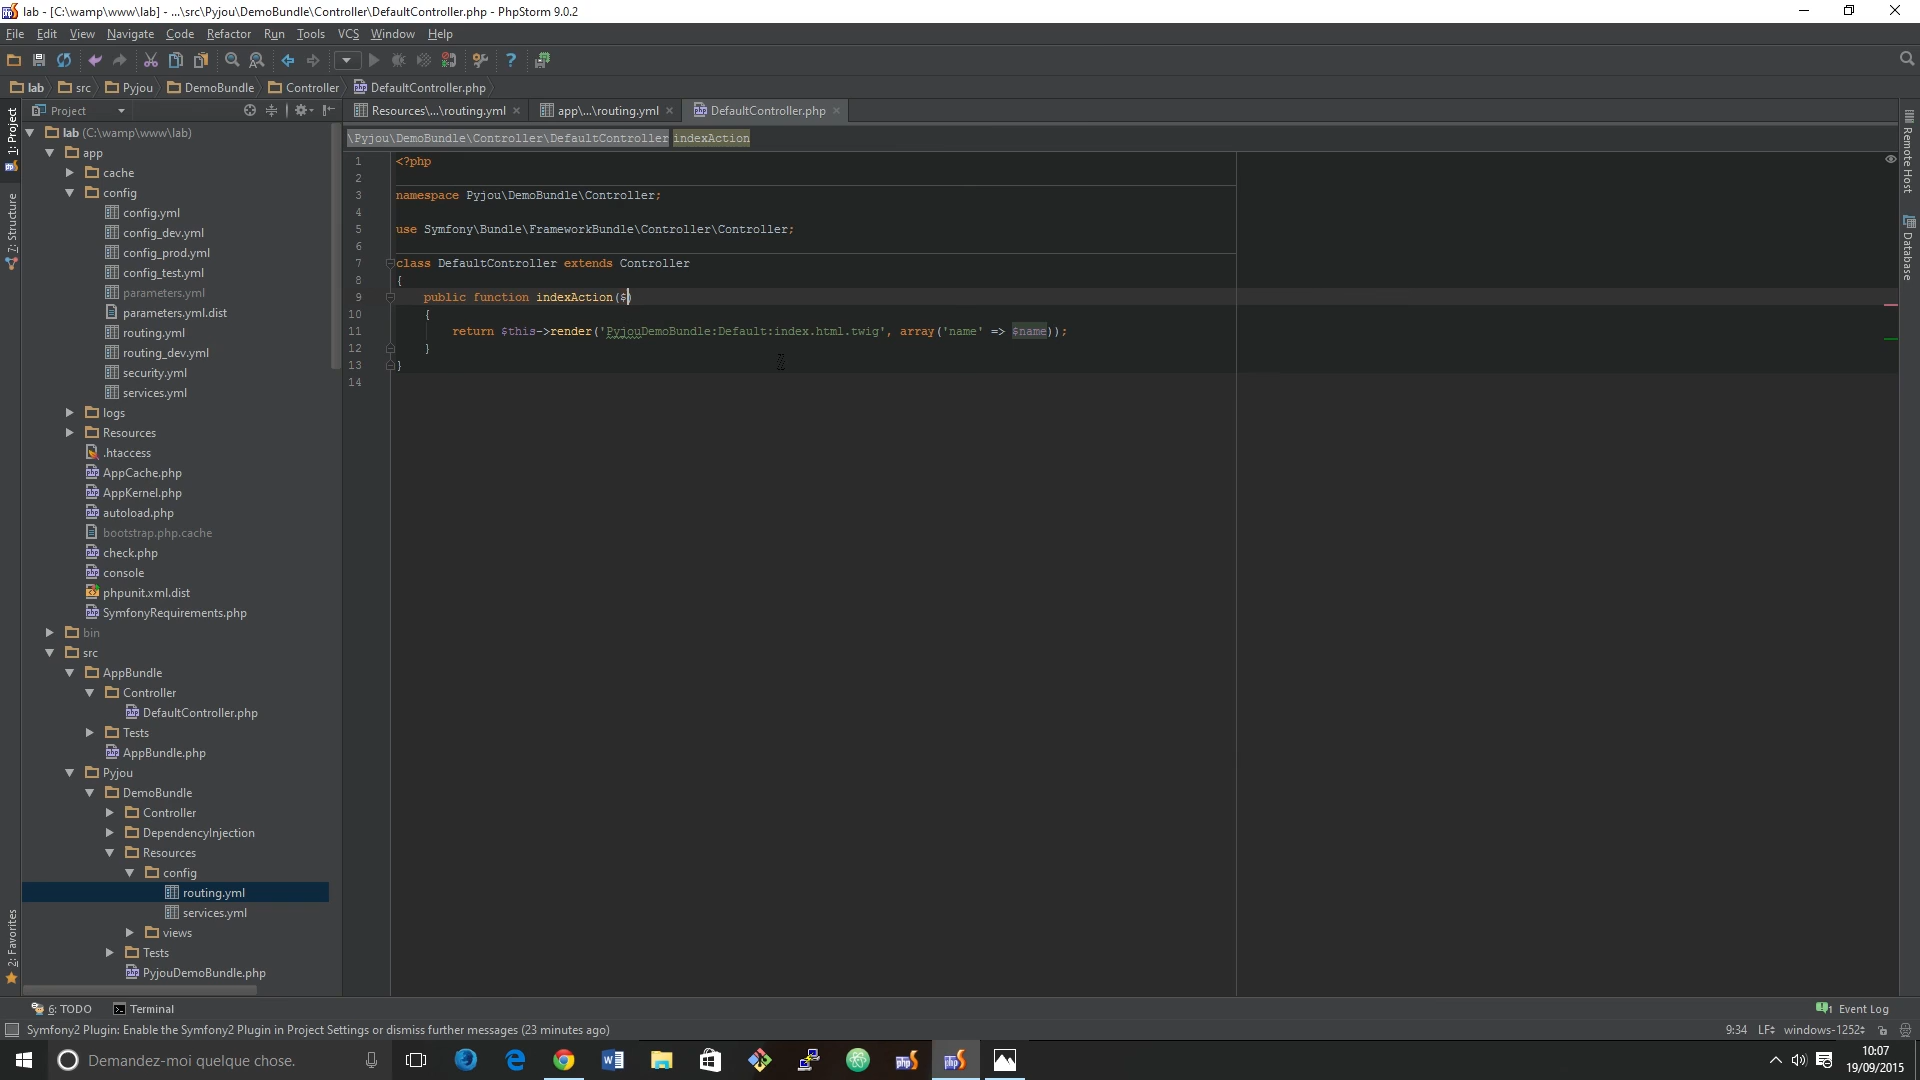 lab - [C:\wamp\www\lab] - ...\src\Pyjou\DemoBundle\Controller\DefaultController.php - PhpStorm 9.0.2
File Edit View Navigate Code Refactor Run Tools VCS Window Help
lab src Pyjou DemoBundle Controller DefaultController.php
Project
Resources\...\routing.yml app\...\routing.yml DefaultController.php
\Pyjou\DemoBundle\Controller\DefaultController indexAction
1: Project
7: Structure
2: Favorites
lab (C:\wamp\www\lab)
app
cache
config
config.yml
config_dev.yml
config_prod.yml
config_test.yml
parameters.yml
parameters.yml.dist
routing.yml
routing_dev.yml
security.yml
services.yml
logs
Resources
.htaccess
AppCache.php
AppKernel.php
autoload.php
bootstrap.php.cache
check.php
console
phpunit.xml.dist
SymfonyRequirements.php
bin
src
AppBundle
Controller
DefaultController.php
Tests
AppBundle.php
Pyjou
DemoBundle
Controller
DependencyInjection
Resources
config
routing.yml
services.yml
views
Tests
PyjouDemoBundle.php
1 <?php
2
3 namespace Pyjou\DemoBundle\Controller;
4
5 use Symfony\Bundle\FrameworkBundle\Controller\Controller;
6
7 class DefaultController extends Controller
8 {
9 public function indexAction($)
10 {
11 return $this->render('PyjouDemoBundle:Default:index.html.twig', array('name' => $name));
12 }
13 }
14
Remote Host
Database
6: TODO Terminal Event Log
Symfony2 Plugin: Enable the Symfony2 Plugin in Project Settings or dismiss further messages (23 minutes ago) 9:34 LF windows-1252
Demandez-moi quelque chose.
10:07
19/09/2015